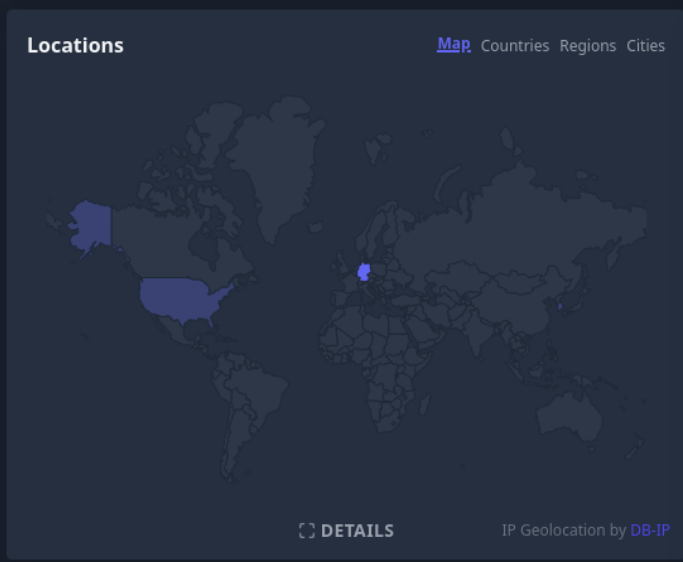 Locations
Map Countries Regions Cities
DETAILS
IP Geolocation by DB-IP